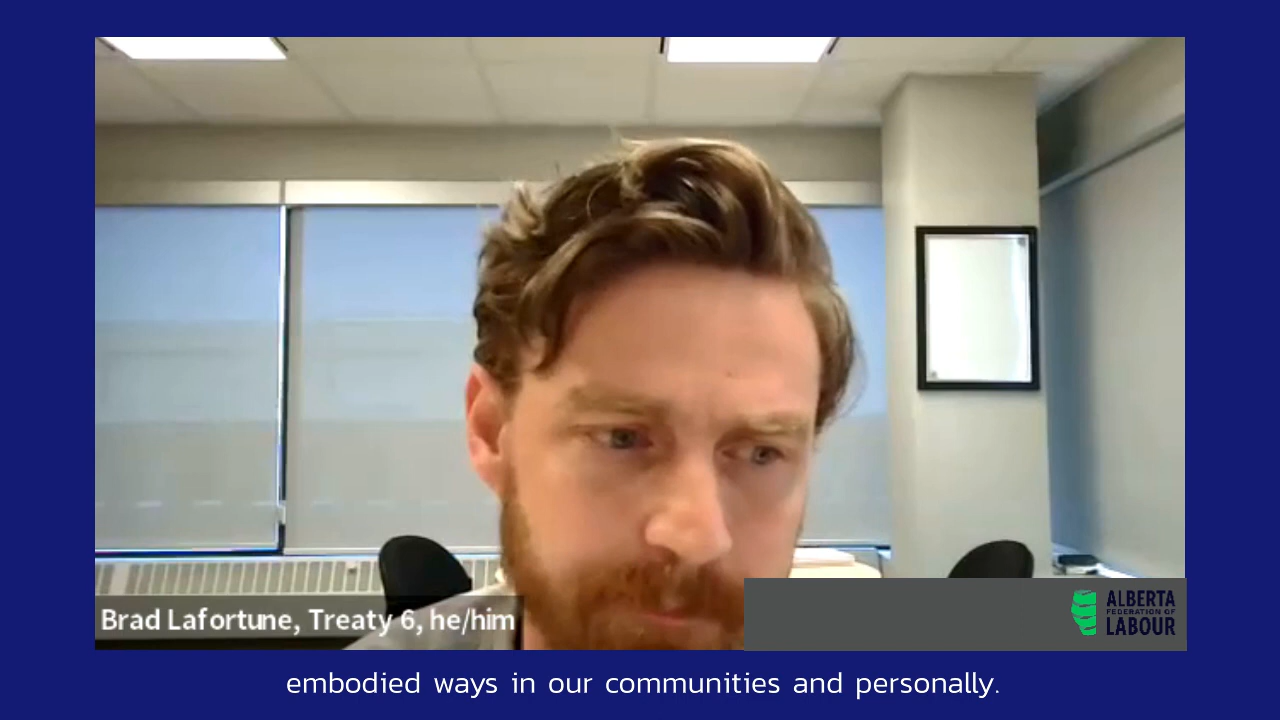 Brad Lafortune, Treaty 6, he/him
ALBERTA
FEDERATION OF
LABOUR
embodied ways in our communities and personally.